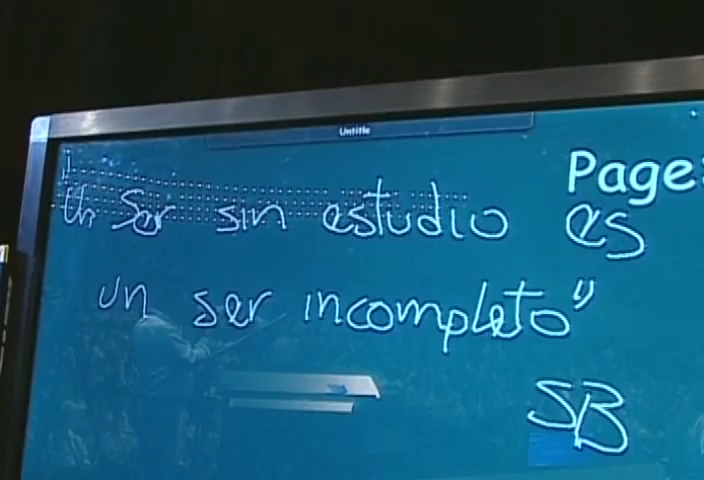 Untitle
Page:
Un Ser sin estudio es
un ser incompleto"
SB